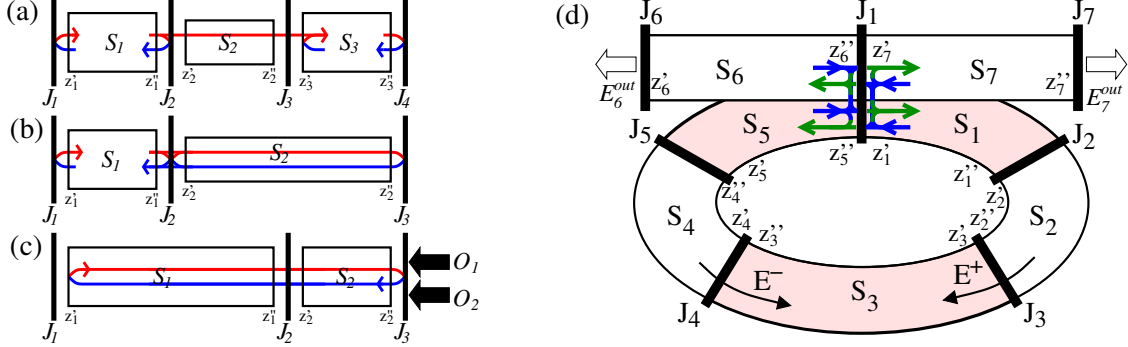 (a)
S₁ S₂ S₃
z'₁ z''₁ z'₂ z''₂ z'₃ z''₃
J₁ J₂ J₃ J₄
(b)
S₁ S₂
z'₁ z''₁ z'₂ z''₂
J₁ J₂ J₃
(c)
S₁ S₂ O₁
O₂
z'₁ z''₁ z'₂ z''₂
J₁ J₂ J₃
(d)
J₆ J₁ J₇
z'₆ S₆ z''₆ z'₇ S₇ z''₇
E₆ᵒᵘᵗ E₇ᵒᵘᵗ
J₅ S₅ S₁ J₂
z''₅ z'₁
z''₄ z'₅ z''₁ z'₂
S₄ z'₄ z''₃ z'₃ z''₂ S₂
E⁻ S₃ E⁺
J₄ J₃